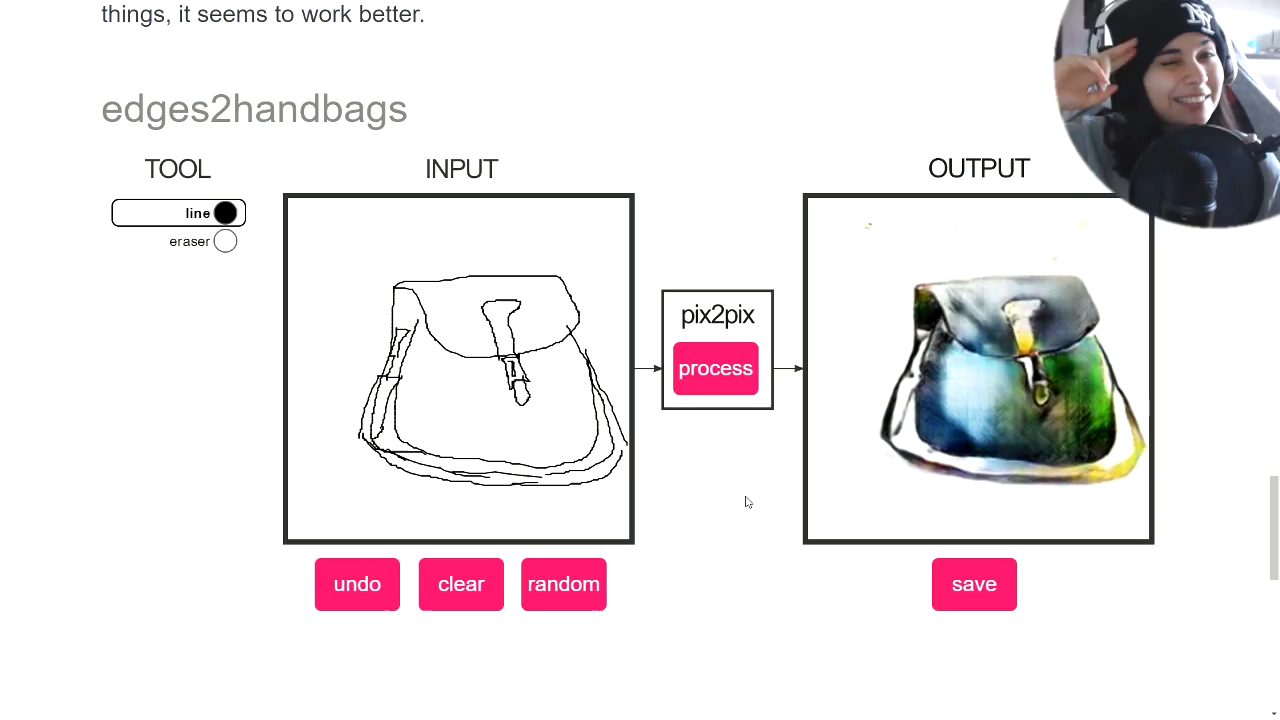 things, it seems to work better.
edges2handbags
TOOL
INPUT
OUTPUT
line
eraser
pix2pix
process
undo
clear
random
save
NY